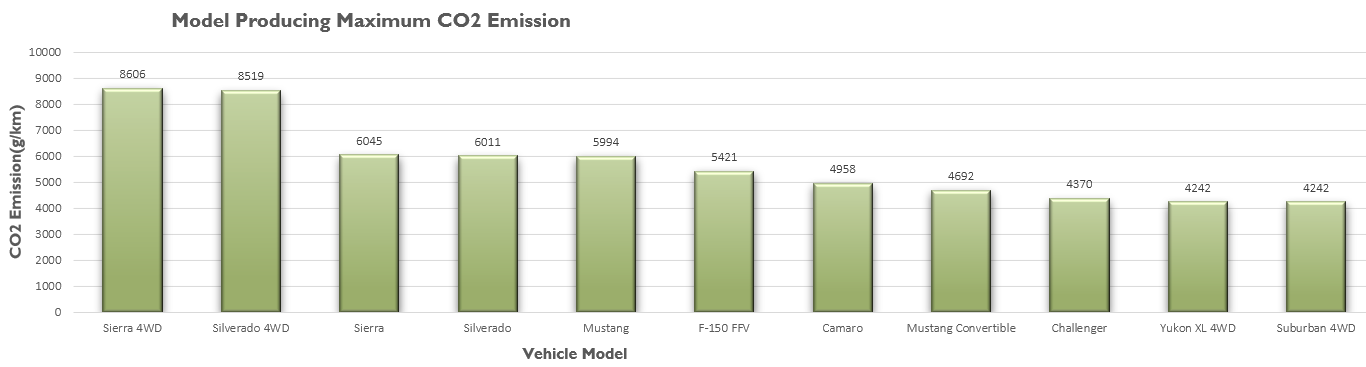 Model Producing Maximum CO2 Emission
CO2 Emission(g/km)
10000
9000
8000
7000
6000
5000
4000
3000
2000
1000
0
8606
8519
6045
6011
5994
5421
4958
4692
4370
4242
4242
Sierra 4WD
Silverado 4WD
Sierra
Silverado
Mustang
F-150 FFV
Camaro
Mustang Convertible
Challenger
Yukon XL 4WD
Suburban 4WD
Vehicle Model